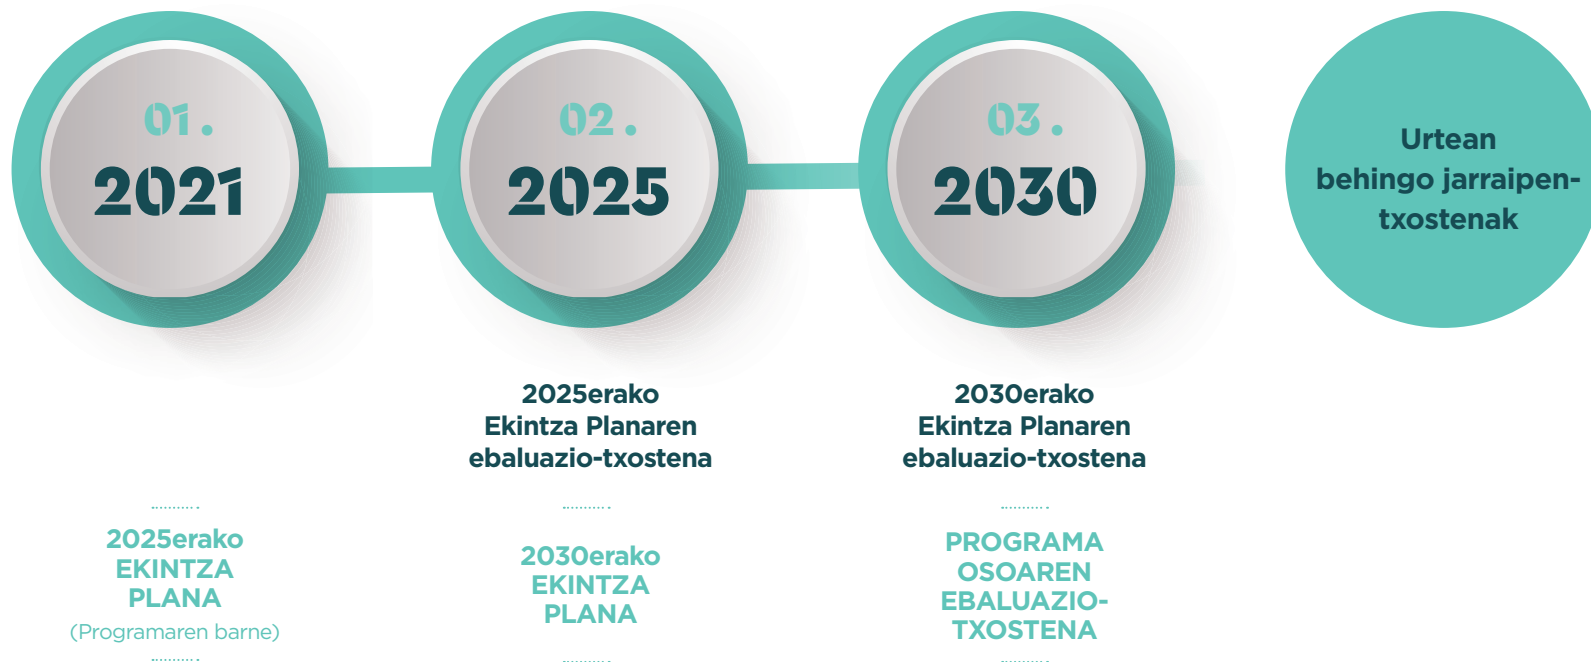 01.
2021
02.
2025
03.
2030
Urtean
behingo jarraipen-
txostenak
2025erako
Ekintza Planaren
ebaluazio-txostena
2030erako
Ekintza Planaren
ebaluazio-txostena
2025erako
EKINTZA
PLANA
(Programaren barne)
2030erako
EKINTZA
PLANA
PROGRAMA
OSOAREN
EBALUAZIO-
TXOSTENA